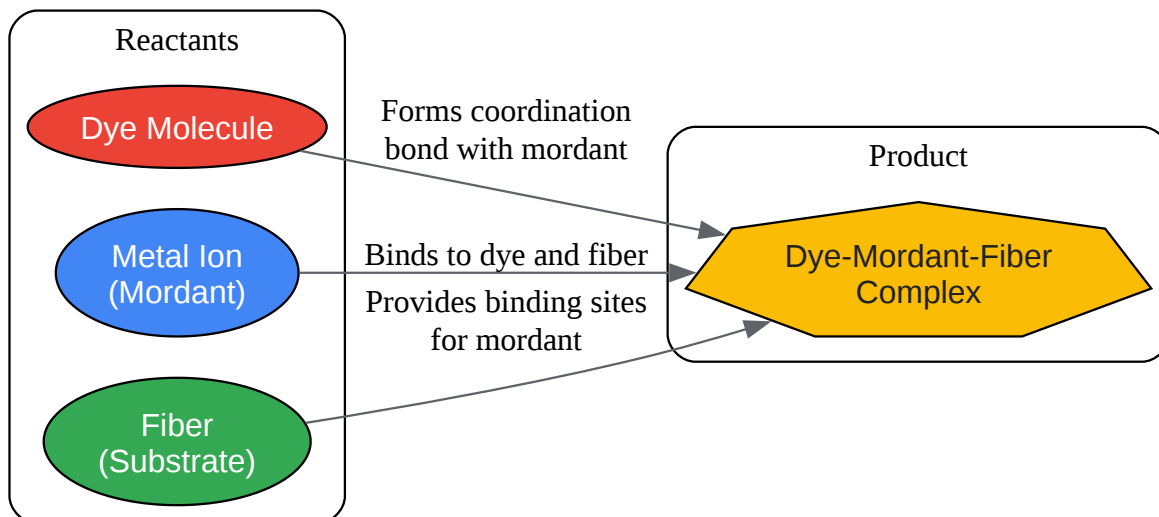 Reactants
Dye Molecule
Metal Ion
(Mordant)
Fiber
(Substrate)
Forms coordination
bond with mordant
Binds to dye and fiber
Provides binding sites
for mordant
Product
Dye-Mordant-Fiber
Complex